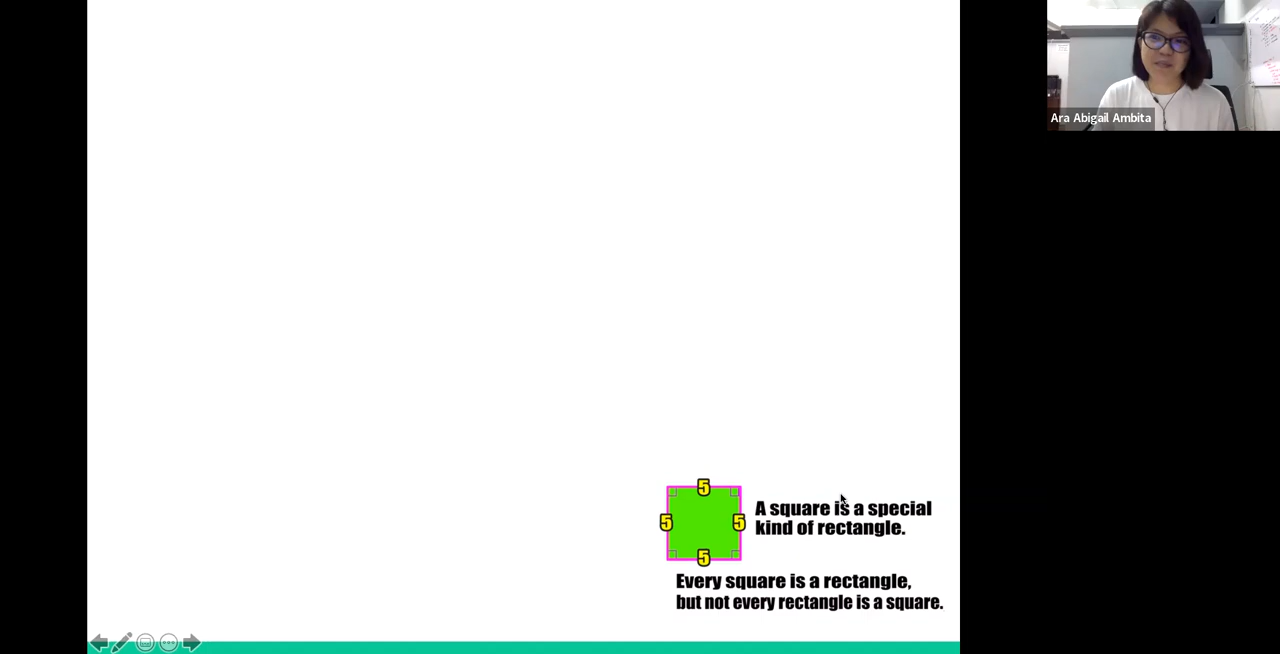 Ara Abigail Ambita
5
5
5
5
A square is a special
kind of rectangle.
Every square is a rectangle,
but not every rectangle is a square.